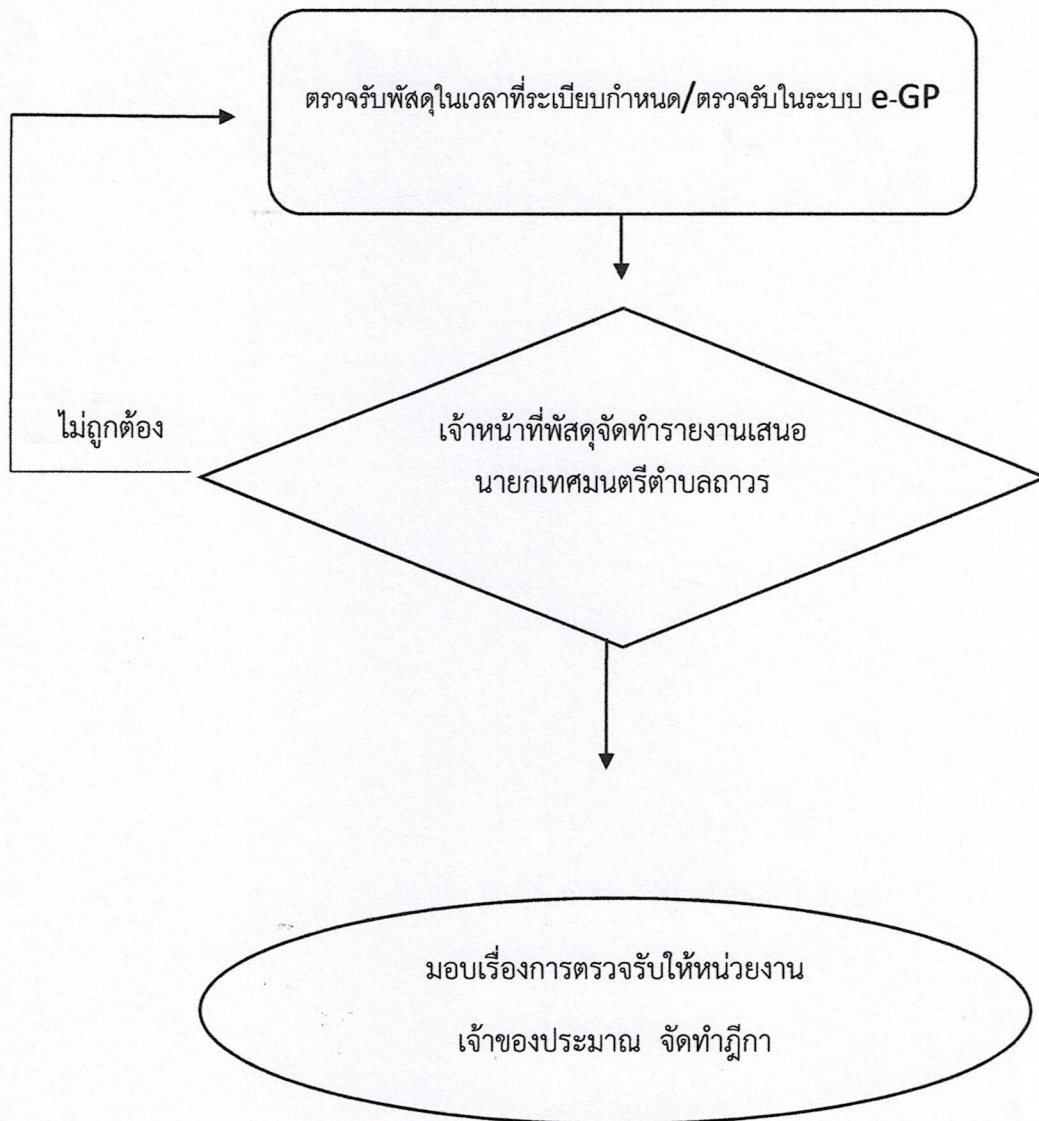 ตรวจรับพัสดุในเวลาที่ระเบียบกำหนด/ตรวจรับในระบบ e-GP
ไม่ถูกต้อง
เจ้าหน้าที่พัสดุจัดทำรายงานเสนอ
นายกเทศมนตรีตำบลถาวร
มอบเรื่องการตรวจรับให้หน่วยงาน
เจ้าของประมาณ จัดทำฎีกา